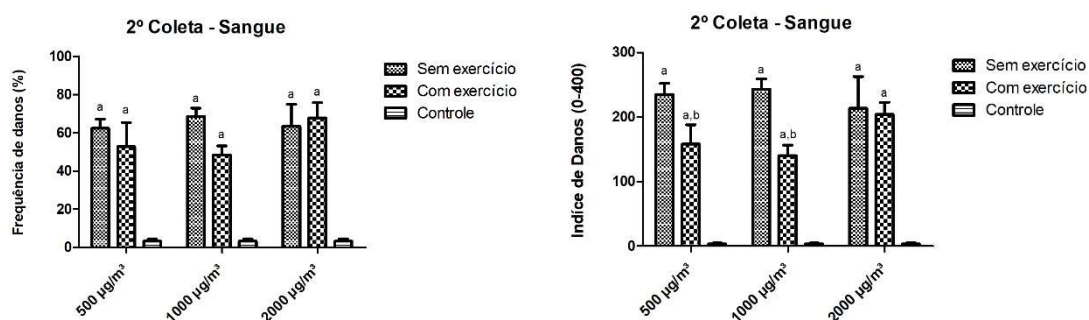 2º Coleta - Sangue
Frequência de danos (%)
100
80
60
40
20
0
a
a
a
a
a
a
500 µg/m³
1000 µg/m³
2000 µg/m³
Sem exercício
Com exercício
Controle
2º Coleta - Sangue
Indíce de Danos (0-400)
300
200
100
0
a
a,b
a
a,b
a
a
500 µg/m³
1000 µg/m³
2000 µg/m³
Sem exercício
Com exercício
Controle